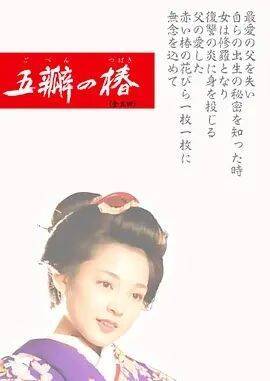 最愛の父を失い
自らの出生の秘密を知った時
女は修羅となり
復讐の炎に身を投じる
父の愛した
赤い椿の花びら一枚一枚に
無念を込めて
ごべん つばき
五瓣の椿